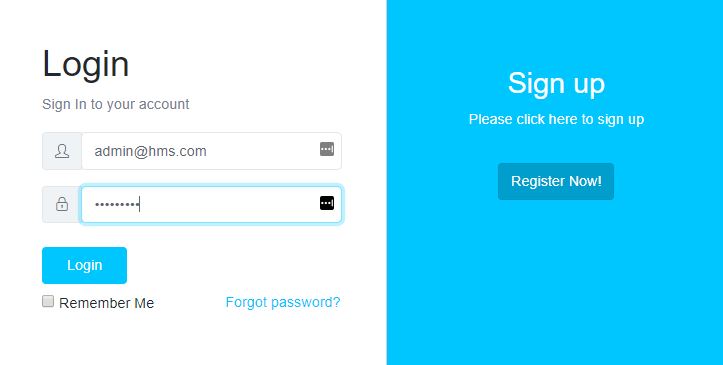 Login
Sign In to your account
admin@hms.com
•••••••••
Login
Remember Me
Forgot password?
Sign up
Please click here to sign up
Register Now!